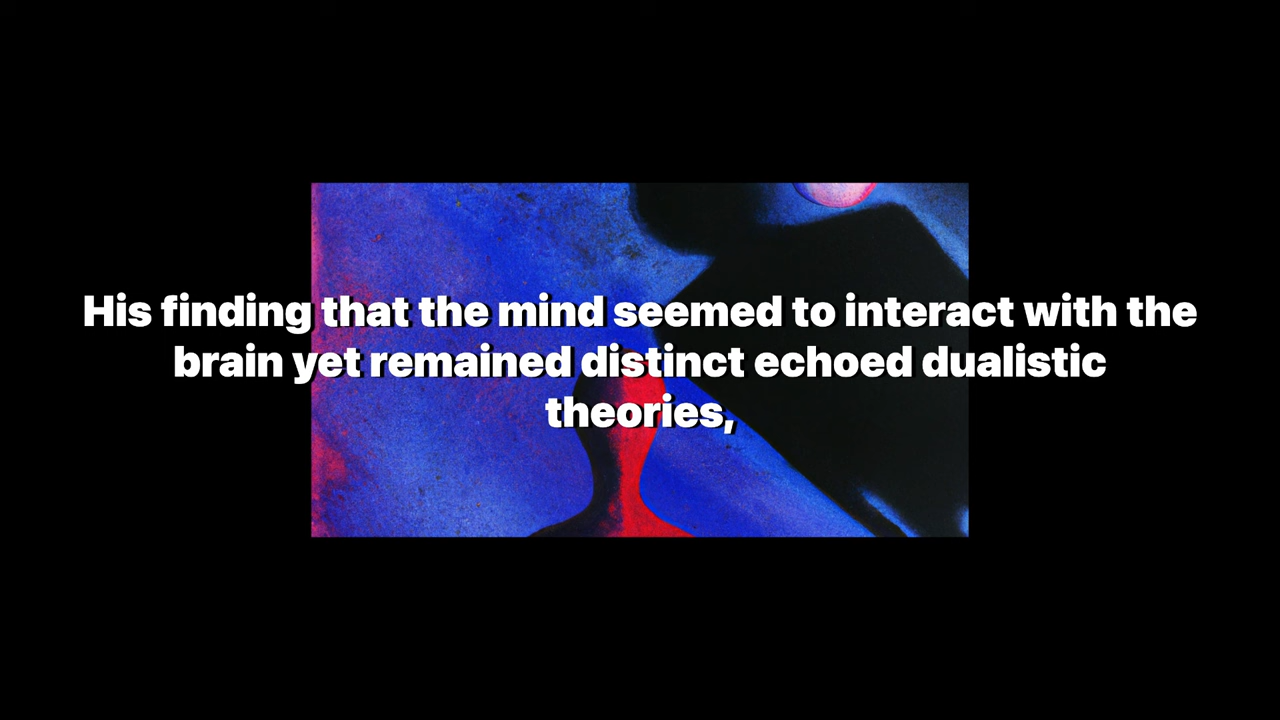 His finding that the mind seemed to interact with the
brain yet remained distinct echoed dualistic
theories,